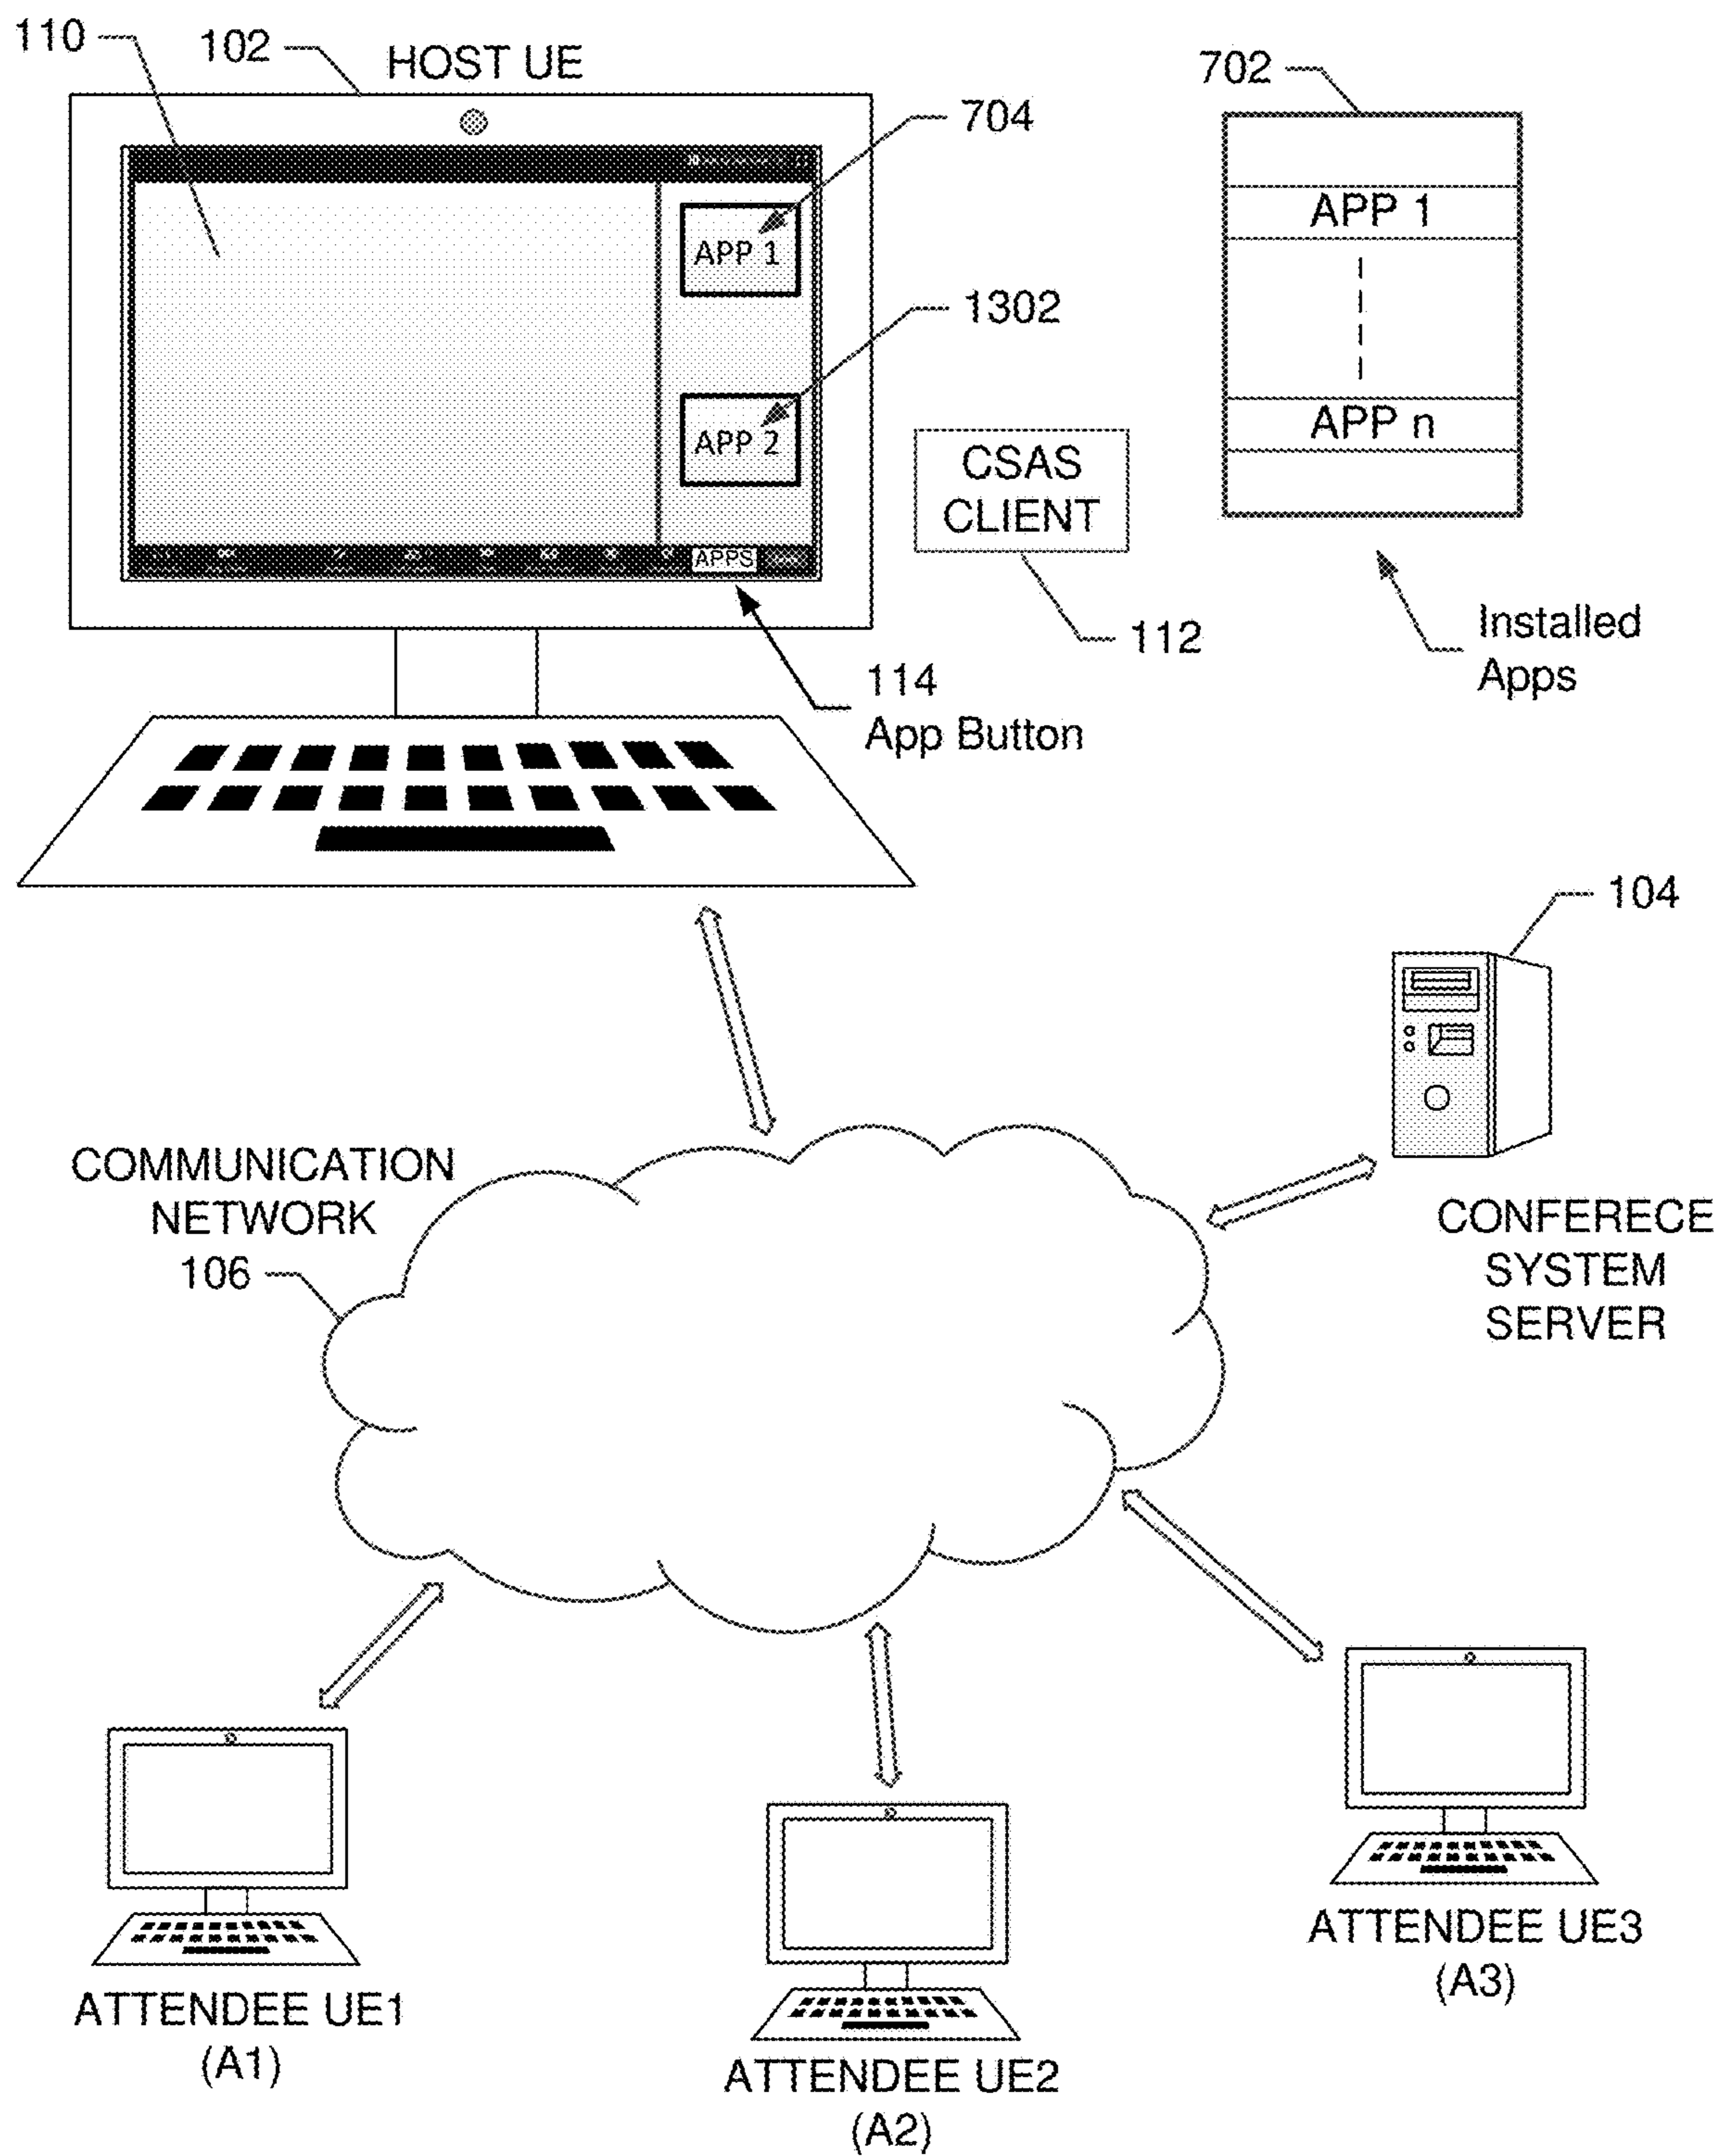 110
102
HOST UE
702
704
APP 1
APP 1
1302
APP 2
APP n
CSAS
CLIENT
APPS
112
Installed
Apps
114
App Button
104
COMMUNICATION
NETWORK
106
CONFERECE
SYSTEM
SERVER
ATTENDEE UE3
(A3)
ATTENDEE UE1
(A1)
ATTENDEE UE2
(A2)